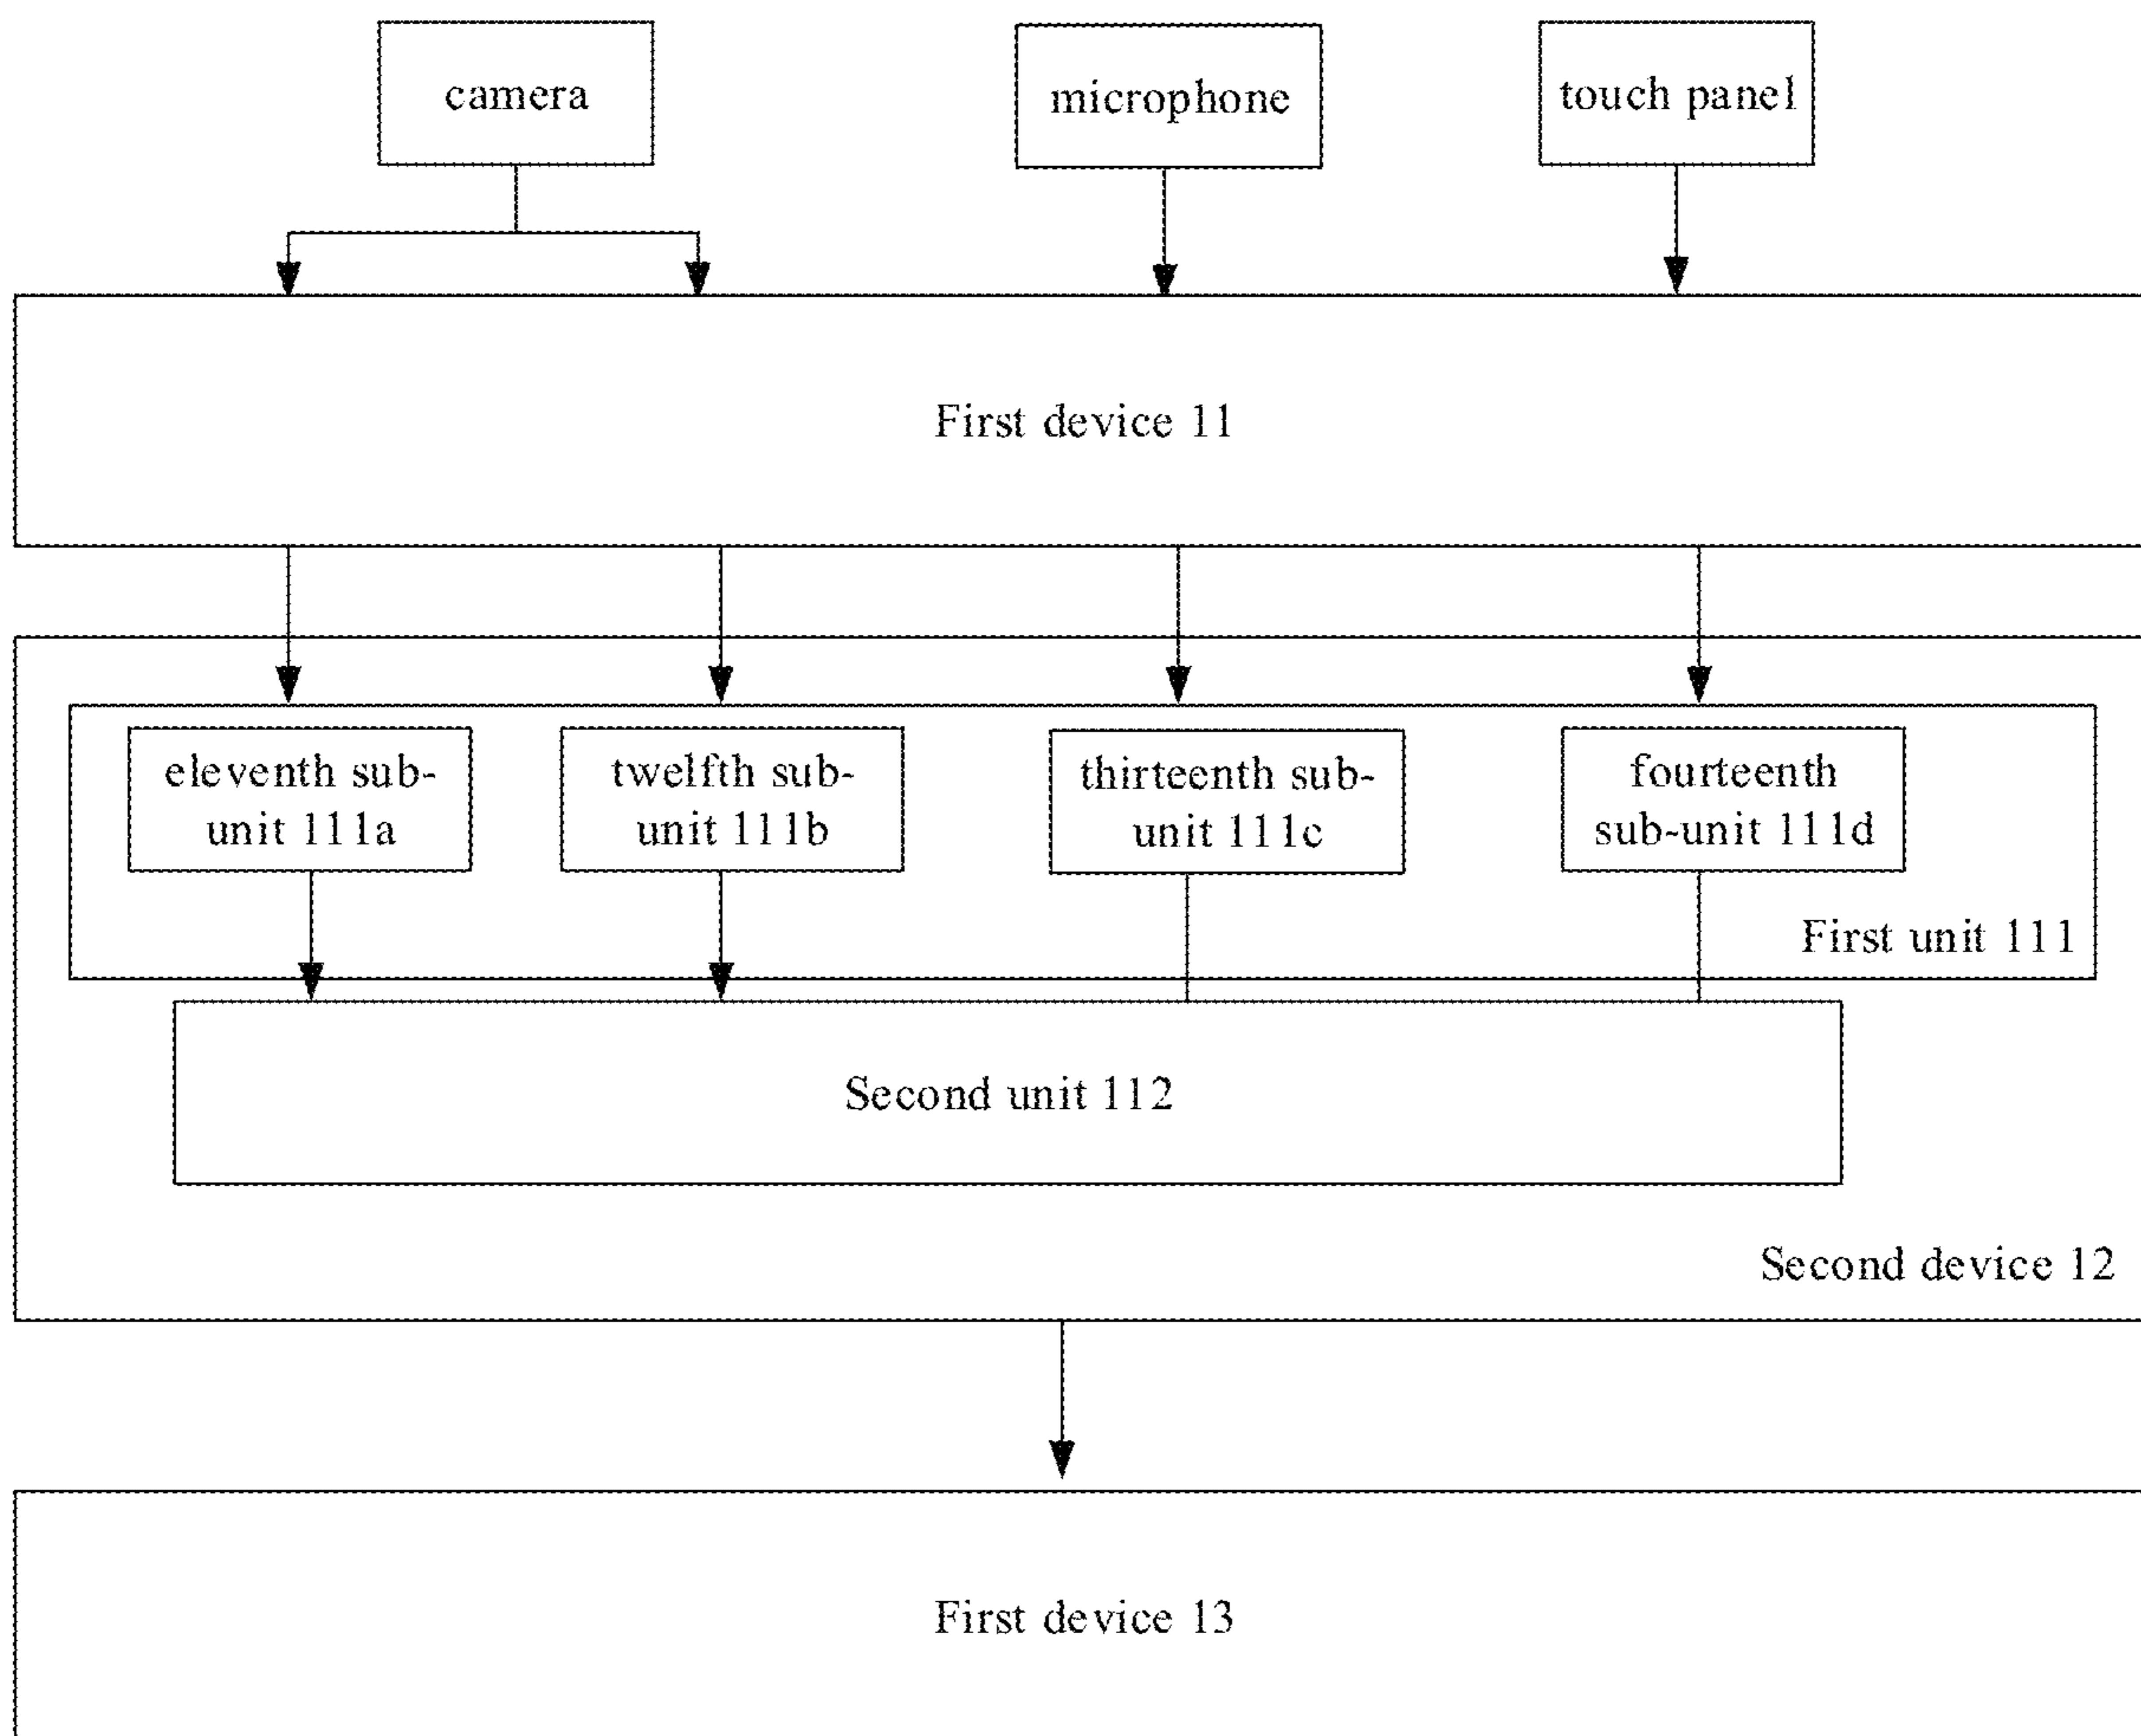 camera
microphone
touch panel
First device 11
eleventh sub-
unit 111a
twelfth sub-
unit 111b
thirteenth sub-
unit 111c
fourteenth
sub-unit 111d
First unit 111
Second unit 112
Second device 12
First device 13